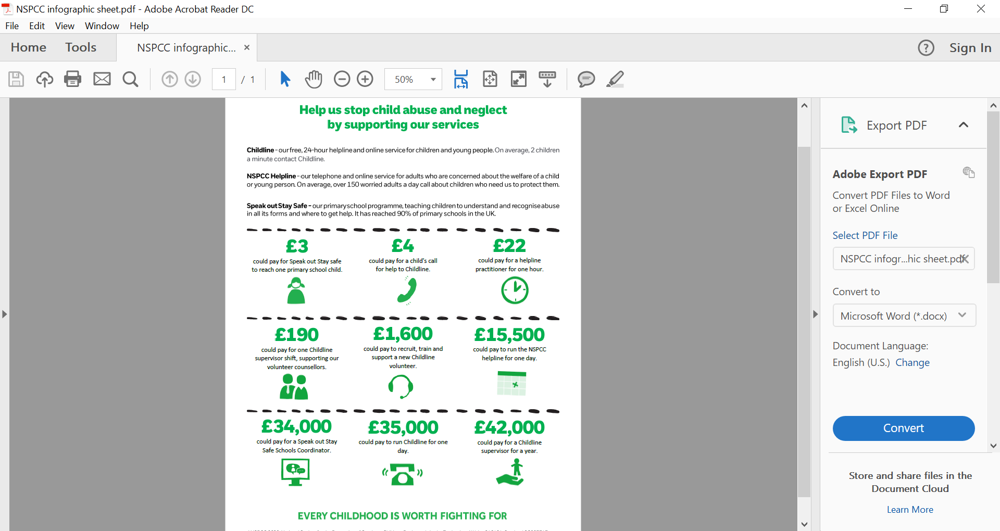 NSPCC infographic sheet.pdf - Adobe Acrobat Reader DC
File Edit View Window Help
Home Tools NSPCC infographic... × ? Sign In
1 / 1 50%
Help us stop child abuse and neglect
by supporting our services
Childline - our free, 24-hour helpline and online service for children and young people. On average, 2 children
a minute contact Childline.
NSPCC Helpline - our telephone and online service for adults who are concerned about the welfare of a child
or young person. On average, over 150 worried adults a day call about children who need us to protect them.
Speak out Stay Safe - our primary school programme, teaching children to understand and recognise abuse
in all its forms and where to get help. It has reached 90% of primary schools in the UK.
£3
could pay for Speak out Stay safe
to reach one primary school child.
£4
could pay for a child's call
for help to Childline.
£22
could pay for a helpline
practitioner for one hour.
£190
could pay for one Childline
supervisor shift, supporting our
volunteer counsellors.
£1,600
could pay to recruit, train and
support a new Childline
volunteer.
£15,500
could pay to run the NSPCC
helpline for one day.
£34,000
could pay for a Speak out Stay
Safe Schools Coordinator.
£35,000
could pay to run Childline for one
day.
£42,000
could pay for a Childline
supervisor for a year.
EVERY CHILDHOOD IS WORTH FIGHTING FOR
Export PDF
Adobe Export PDF
Convert PDF Files to Word
or Excel Online
Select PDF File
NSPCC infogr...hic sheet.pdf
Convert to
Microsoft Word (*.docx)
Document Language:
English (U.S.) Change
Convert
Store and share files in the
Document Cloud
Learn More